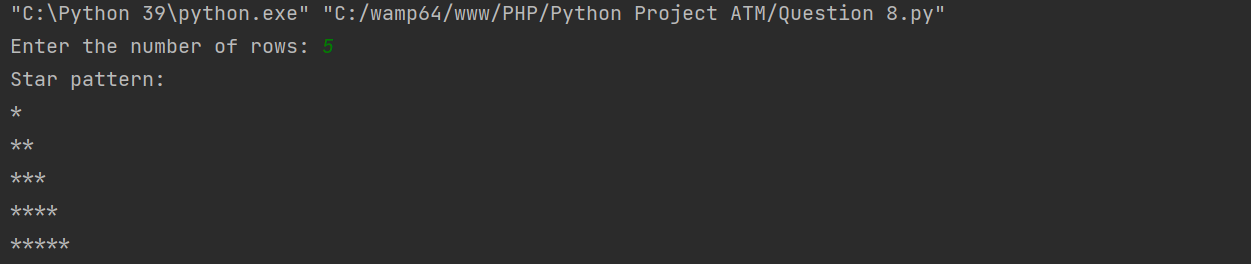 "C:\Python 39\python.exe" "C:/wamp64/www/PHP/Python Project ATM/Question 8.py"
Enter the number of rows: 5
Star pattern:
*
**
***
****
*****